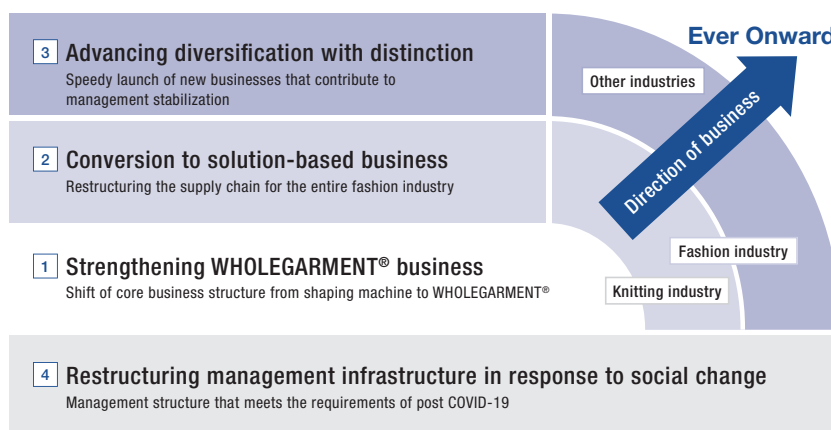 3 Advancing diversification with distinction
Speedy launch of new businesses that contribute to
management stabilization
2 Conversion to solution-based business
Restructuring the supply chain for the entire fashion industry
1 Strengthening WHOLEGARMENT® business
Shift of core business structure from shaping machine to WHOLEGARMENT®
Ever Onward
Other industries
Direction of business
Fashion industry
Knitting industry
4 Restructuring management infrastructure in response to social change
Management structure that meets the requirements of post COVID-19